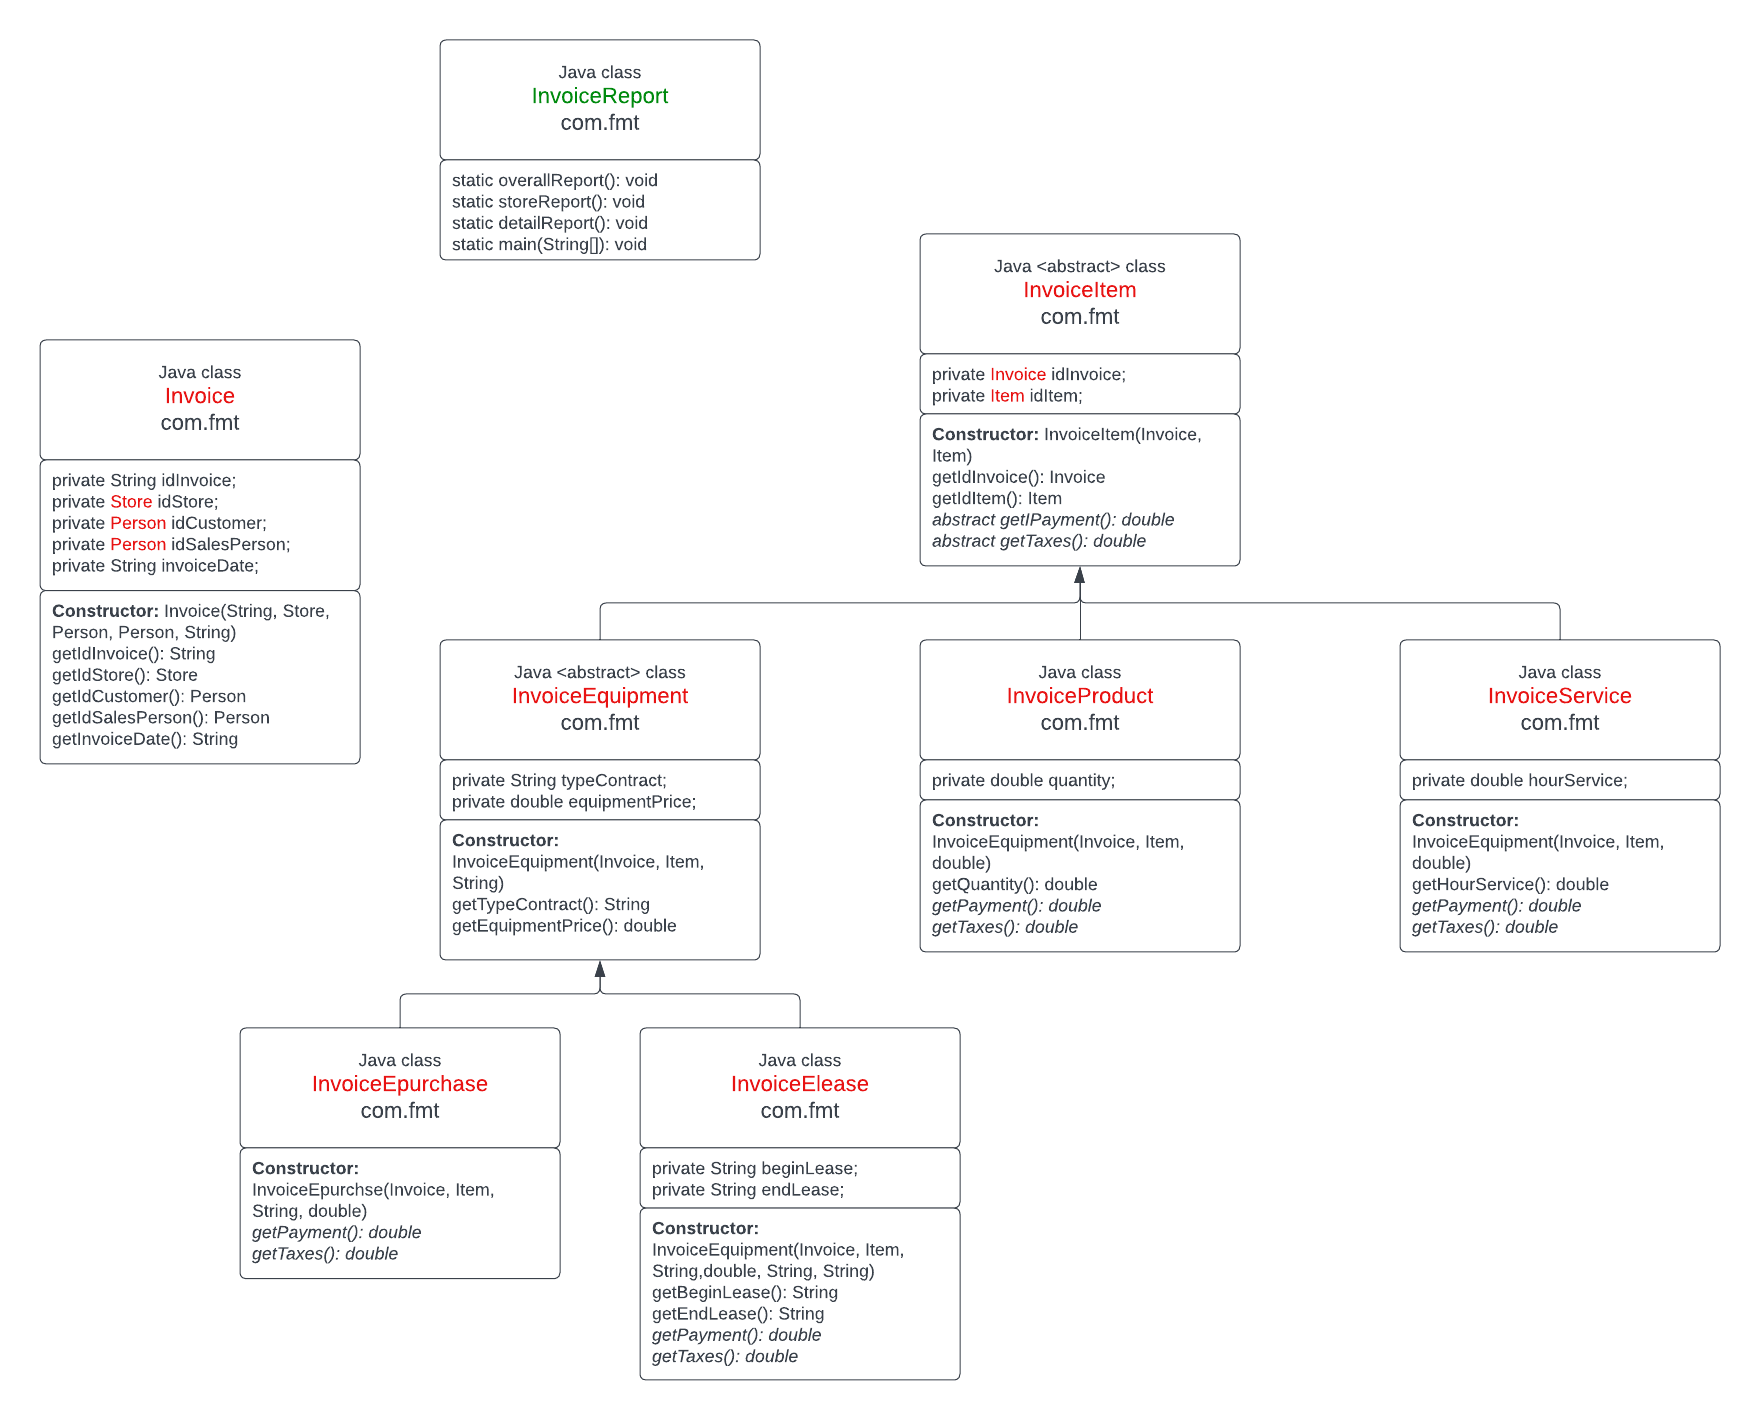 Java class
InvoiceReport
com.fmt
static overallReport(): void
static storeReport(): void
static detailReport(): void
static main(String[]): void
Java <abstract> class
InvoiceItem
com.fmt
private Invoice idInvoice;
private Item idItem;
Constructor: InvoiceItem(Invoice,
Item)
getIdInvoice(): Invoice
getIdItem(): Item
abstract getIPayment(): double
abstract getTaxes(): double
Java class
Invoice
com.fmt
private String idInvoice;
private Store idStore;
private Person idCustomer;
private Person idSalesPerson;
private String invoiceDate;
Constructor: Invoice(String, Store,
Person, Person, String)
getIdInvoice(): String
getIdStore(): Store
getIdCustomer(): Person
getIdSalesPerson(): Person
getInvoiceDate(): String
Java <abstract> class
InvoiceEquipment
com.fmt
private String typeContract;
private double equipmentPrice;
Constructor:
InvoiceEquipment(Invoice, Item,
String)
getTypeContract(): String
getEquipmentPrice(): double
Java class
InvoiceProduct
com.fmt
private double quantity;
Constructor:
InvoiceEquipment(Invoice, Item,
double)
getQuantity(): double
getPayment(): double
getTaxes(): double
Java class
InvoiceService
com.fmt
private double hourService;
Constructor:
InvoiceEquipment(Invoice, Item,
double)
getHourService(): double
getPayment(): double
getTaxes(): double
Java class
InvoiceEpurchase
com.fmt
Constructor:
InvoiceEpurchse(Invoice, Item,
String, double)
getPayment(): double
getTaxes(): double
Java class
InvoiceElease
com.fmt
private String beginLease;
private String endLease;
Constructor:
InvoiceEquipment(Invoice, Item,
String,double, String, String)
getBeginLease(): String
getEndLease(): String
getPayment(): double
getTaxes(): double